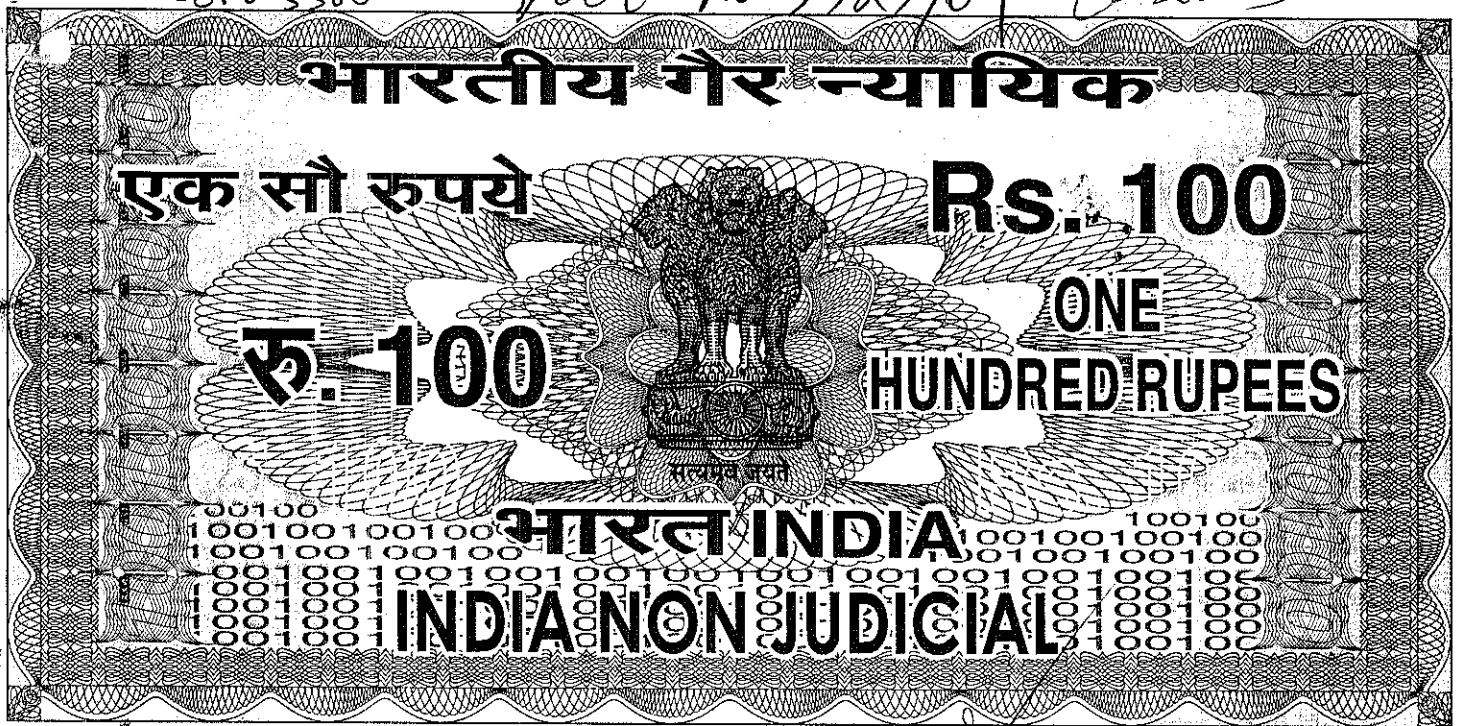 भारतीय गैर न्यायिक
एक सौ रुपये
Rs. 100
रु. 100
ONE
HUNDRED RUPEES
सत्यमेव जयते
भारत INDIA
INDIA NON JUDICIAL